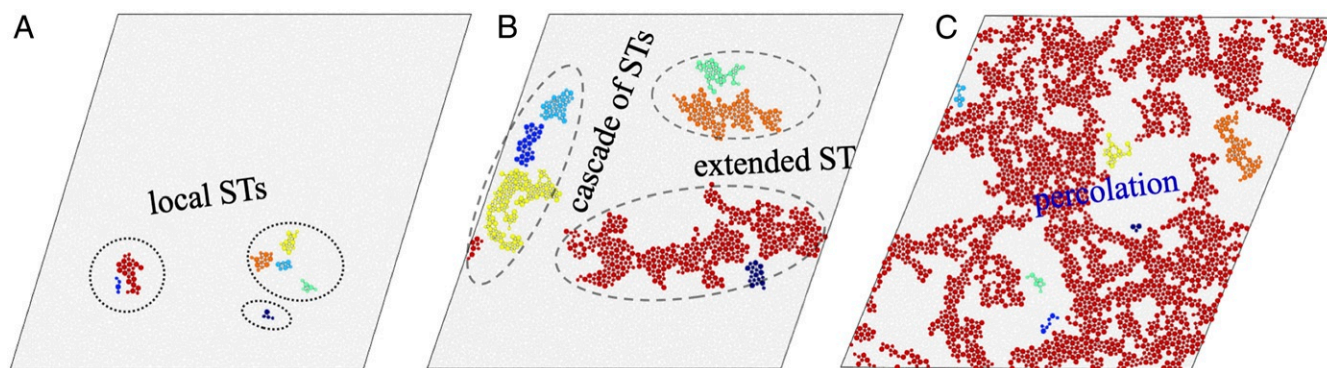 A
local STs
B
cascade of STs
extended ST
C
percolation